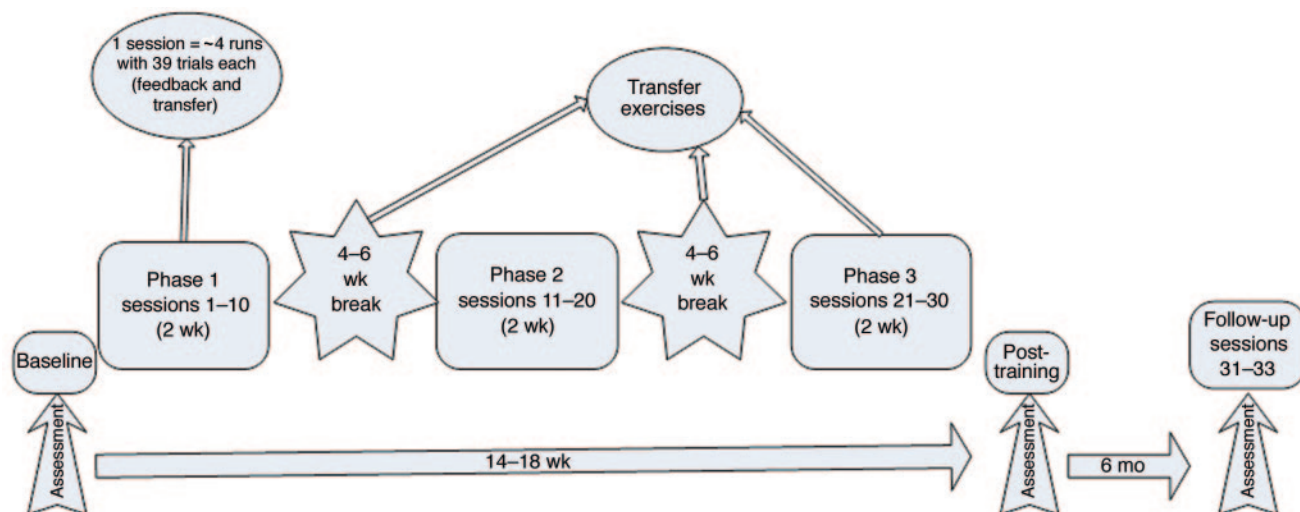 1 session = ~4 runs
with 39 trials each
(feedback and
transfer)
Transfer
exercises
Phase 1
sessions 1–10
(2 wk)
4–6
wk
break
Phase 2
sessions 11–20
(2 wk)
4–6
wk
break
Phase 3
sessions 21–30
(2 wk)
Baseline
Post-
training
Follow-up
sessions
31–33
Assessment
14–18 wk
Assessment
6 mo
Assessment